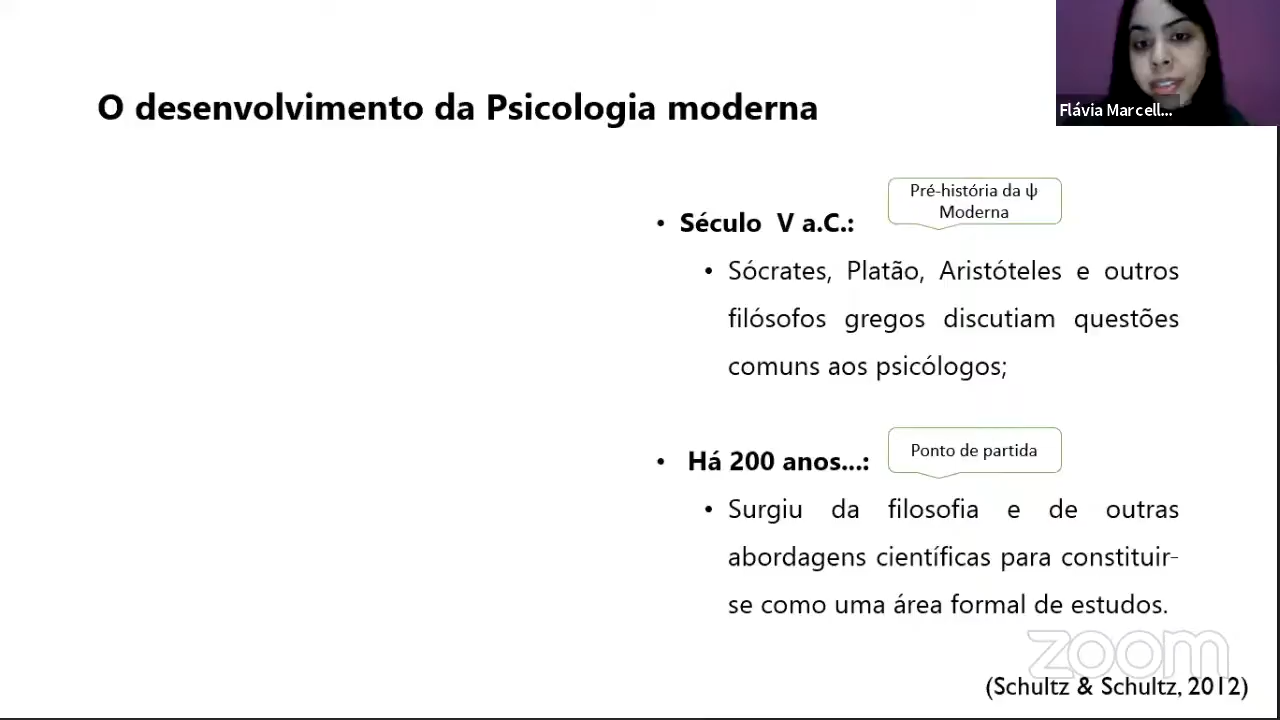 Flávia Marcell...
O desenvolvimento da Psicologia moderna
Pré-história da ψ
Moderna
• Século V a.C.:
• Sócrates, Platão, Aristóteles e outros
filósofos gregos discutiam questões
comuns aos psicólogos;
• Há 200 anos...:
Ponto de partida
• Surgiu da filosofia e de outras
abordagens científicas para constituir-
se como uma área formal de estudos.
zoom
(Schultz & Schultz, 2012)